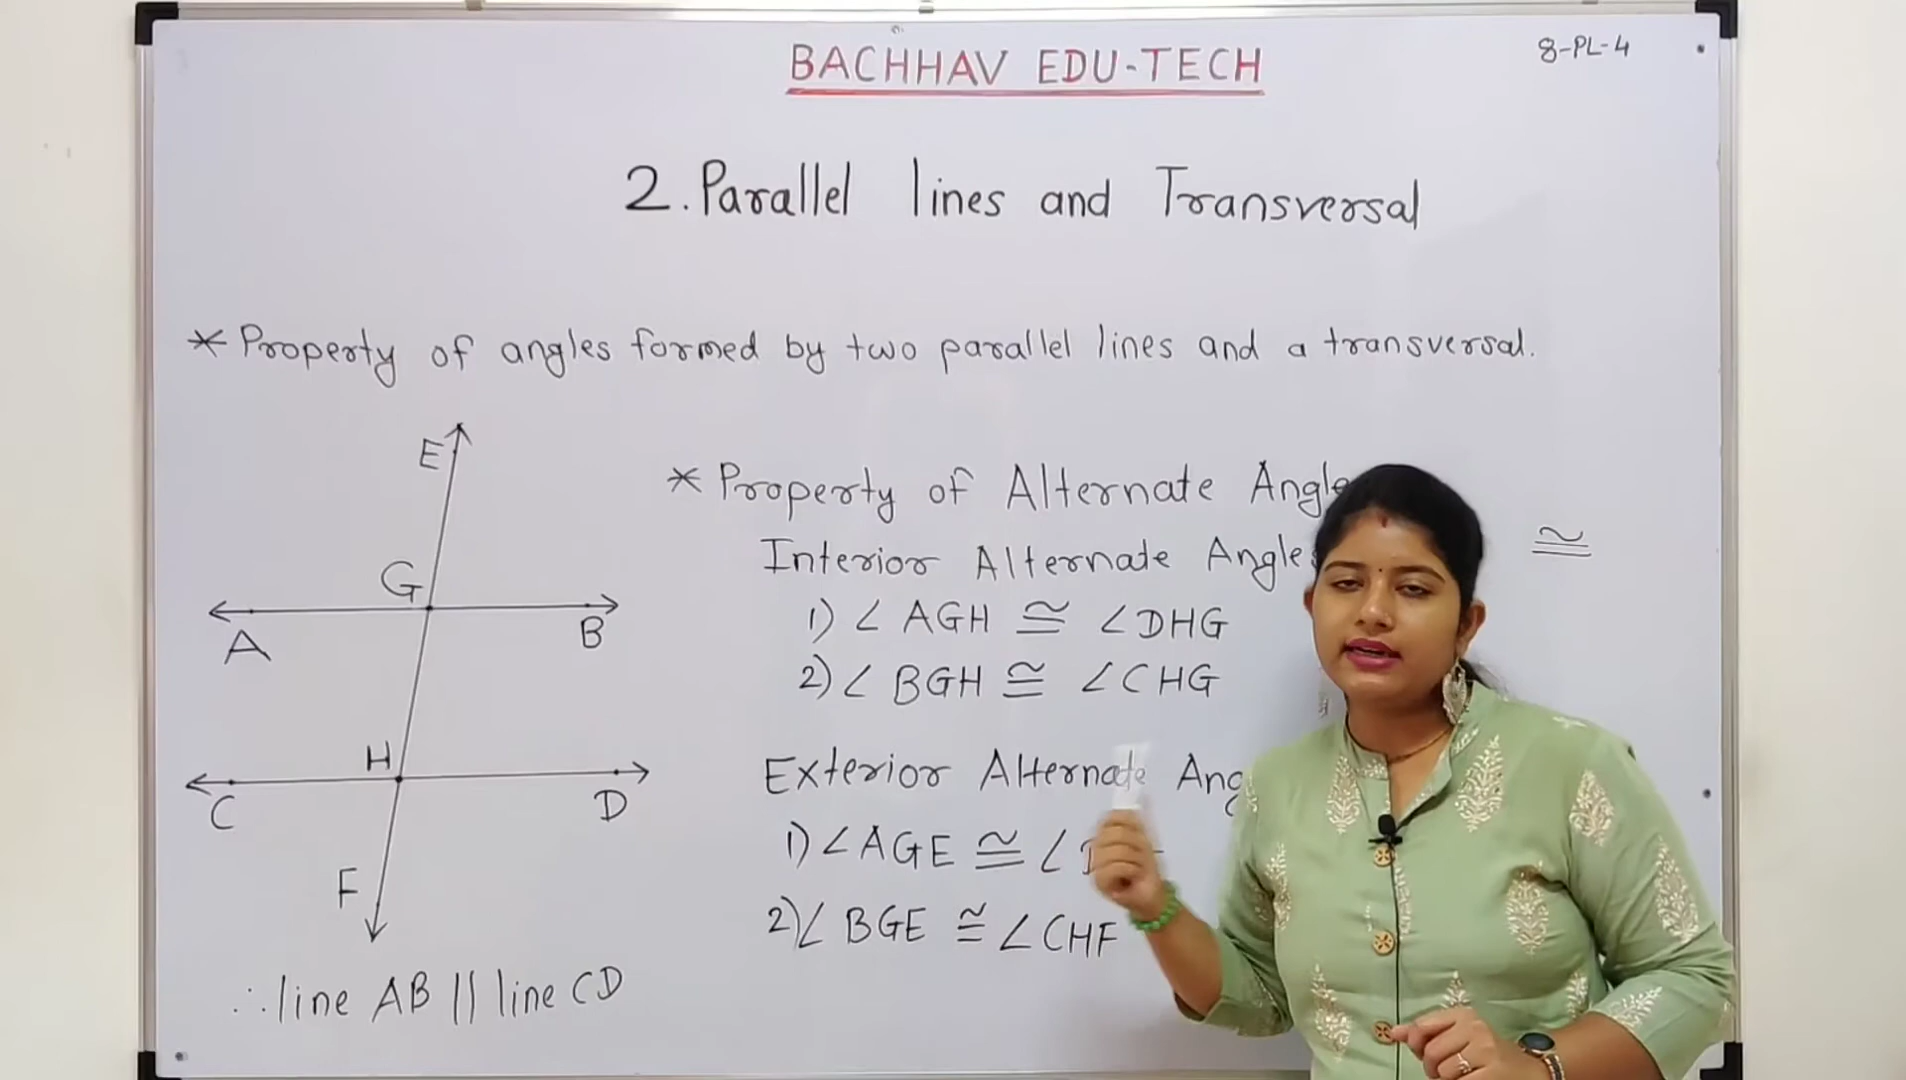 BACHHAV EDU-TECH
8-PL-4
2. Parallel lines and Transversal
* Property of angles formed by two parallel lines and a transversal.
E
G
A
B
H
C
D
F
∴ line AB || line CD
* Property of Alternate Angle
Interior Alternate Angles
≅
1) ∠ AGH ≅ ∠DHG
2) ∠ BGH ≅ ∠CHG
Exterior Alternate
1) ∠AGE ≅ ∠
2) ∠ BGE ≅ ∠CHF